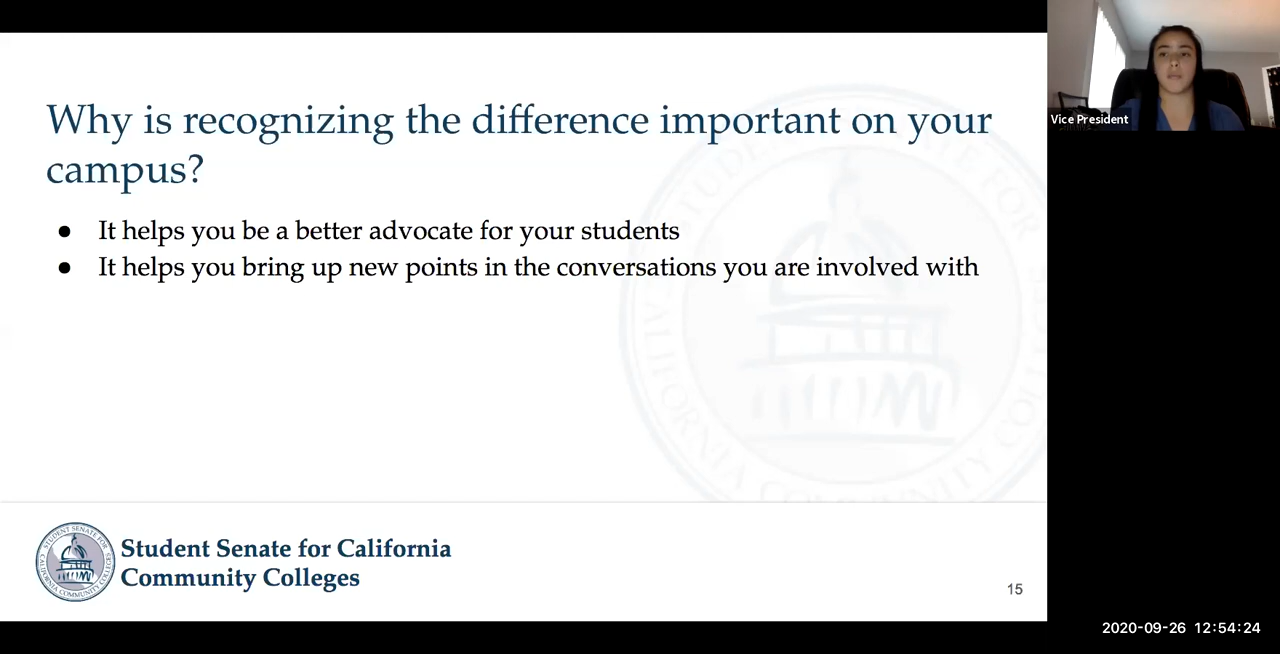 Why is recognizing the difference important on your
campus?
● It helps you be a better advocate for your students
● It helps you bring up new points in the conversations you are involved with
Student Senate for California
Community Colleges
15
Vice President
2020-09-26 12:54:24